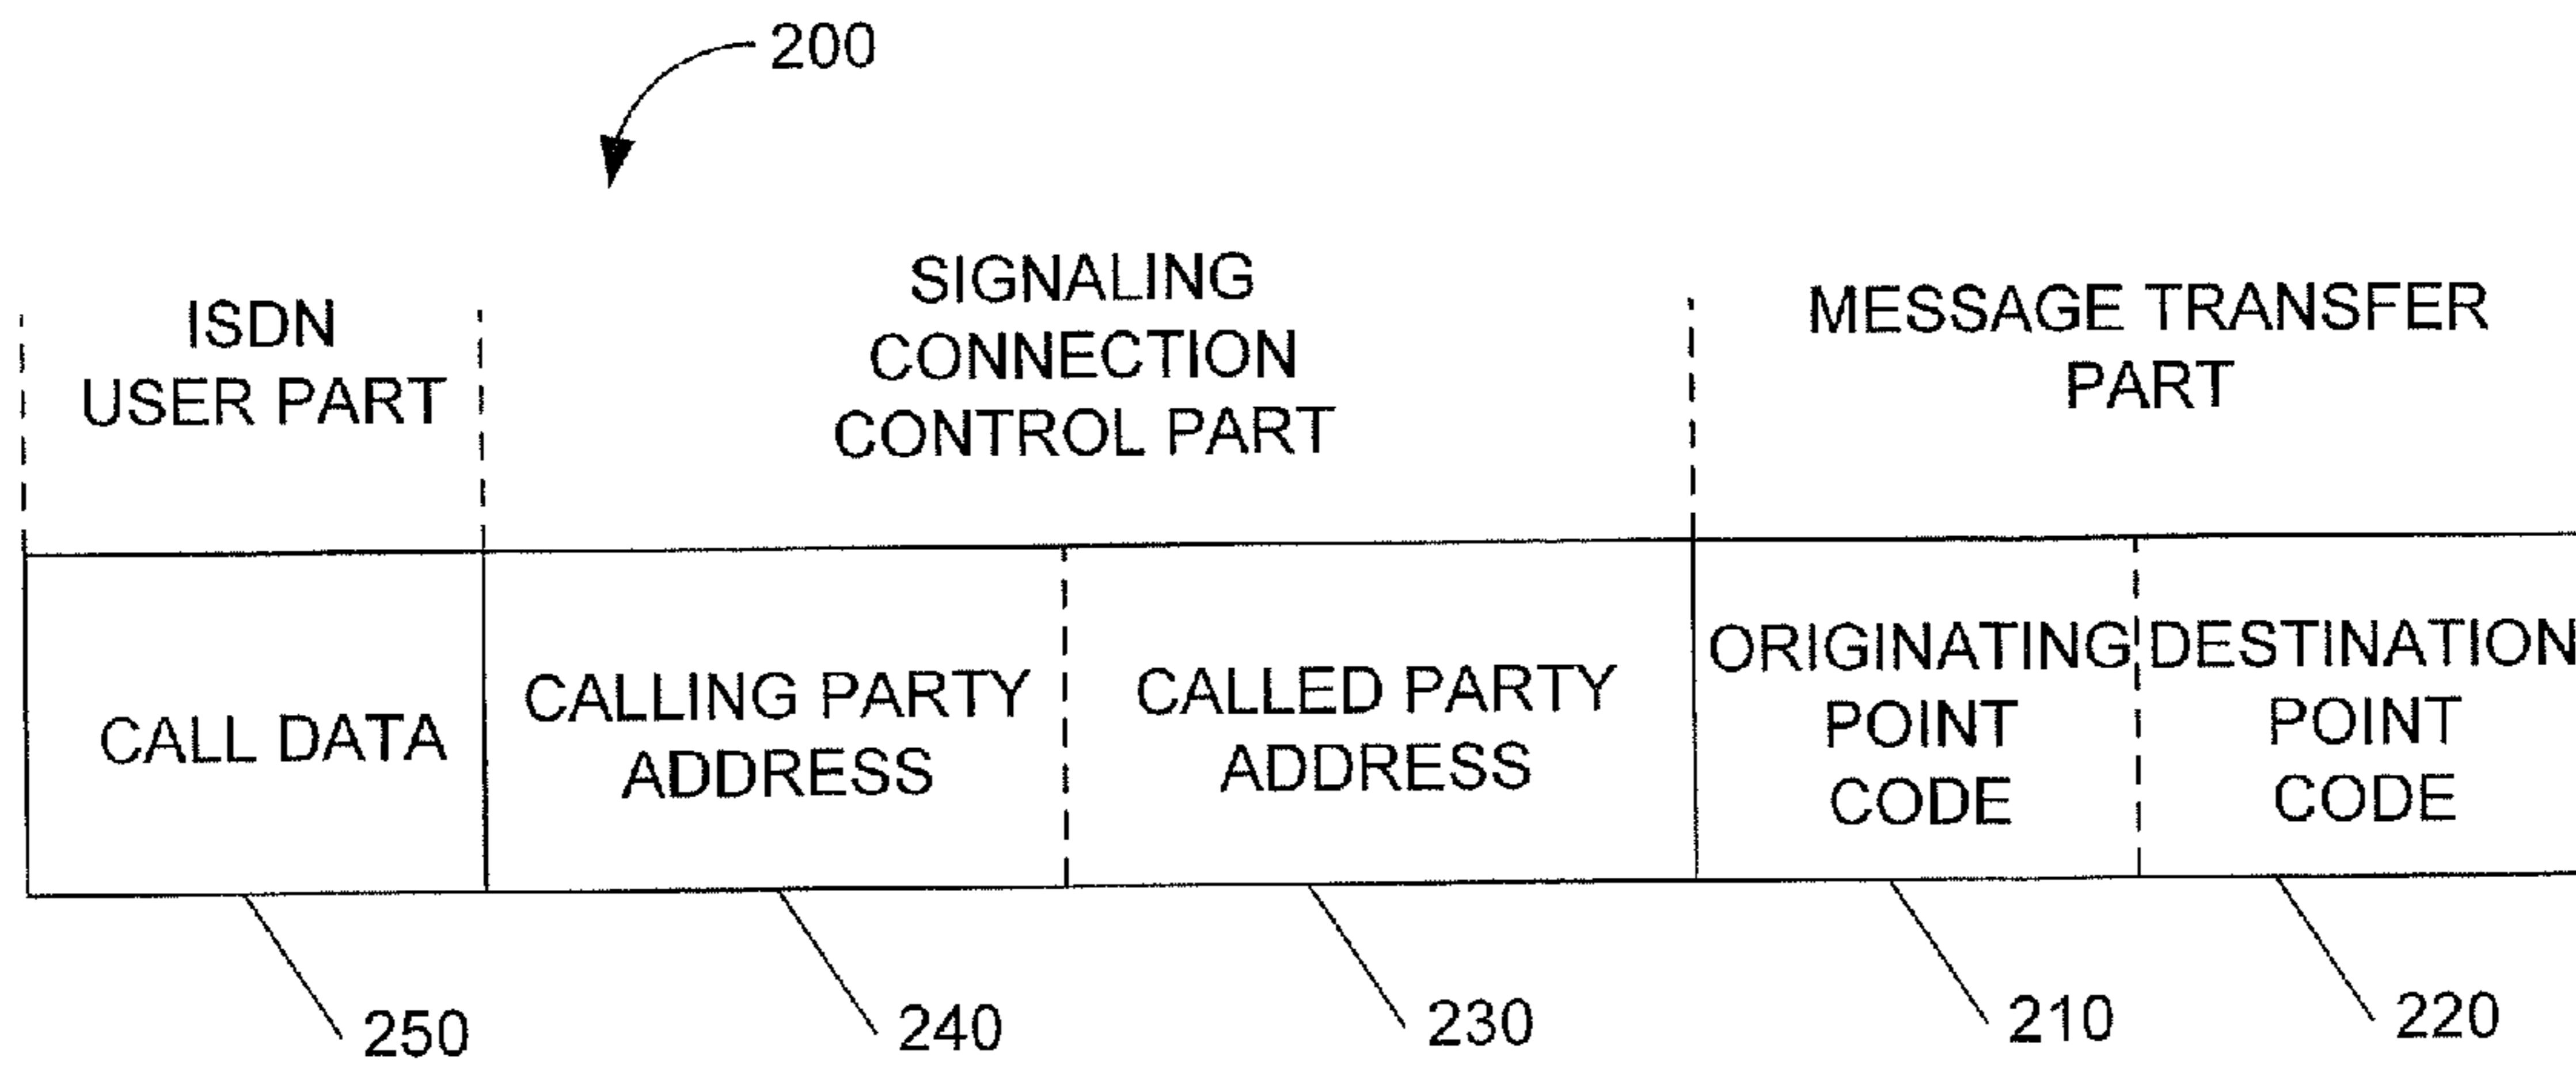 200
ISDN
USER PART
SIGNALING
CONNECTION
CONTROL PART
MESSAGE TRANSFER
PART
CALL DATA
CALLING PARTY
ADDRESS
CALLED PARTY
ADDRESS
ORIGINATING
POINT
CODE
DESTINATION
POINT
CODE
250
240
230
210
220